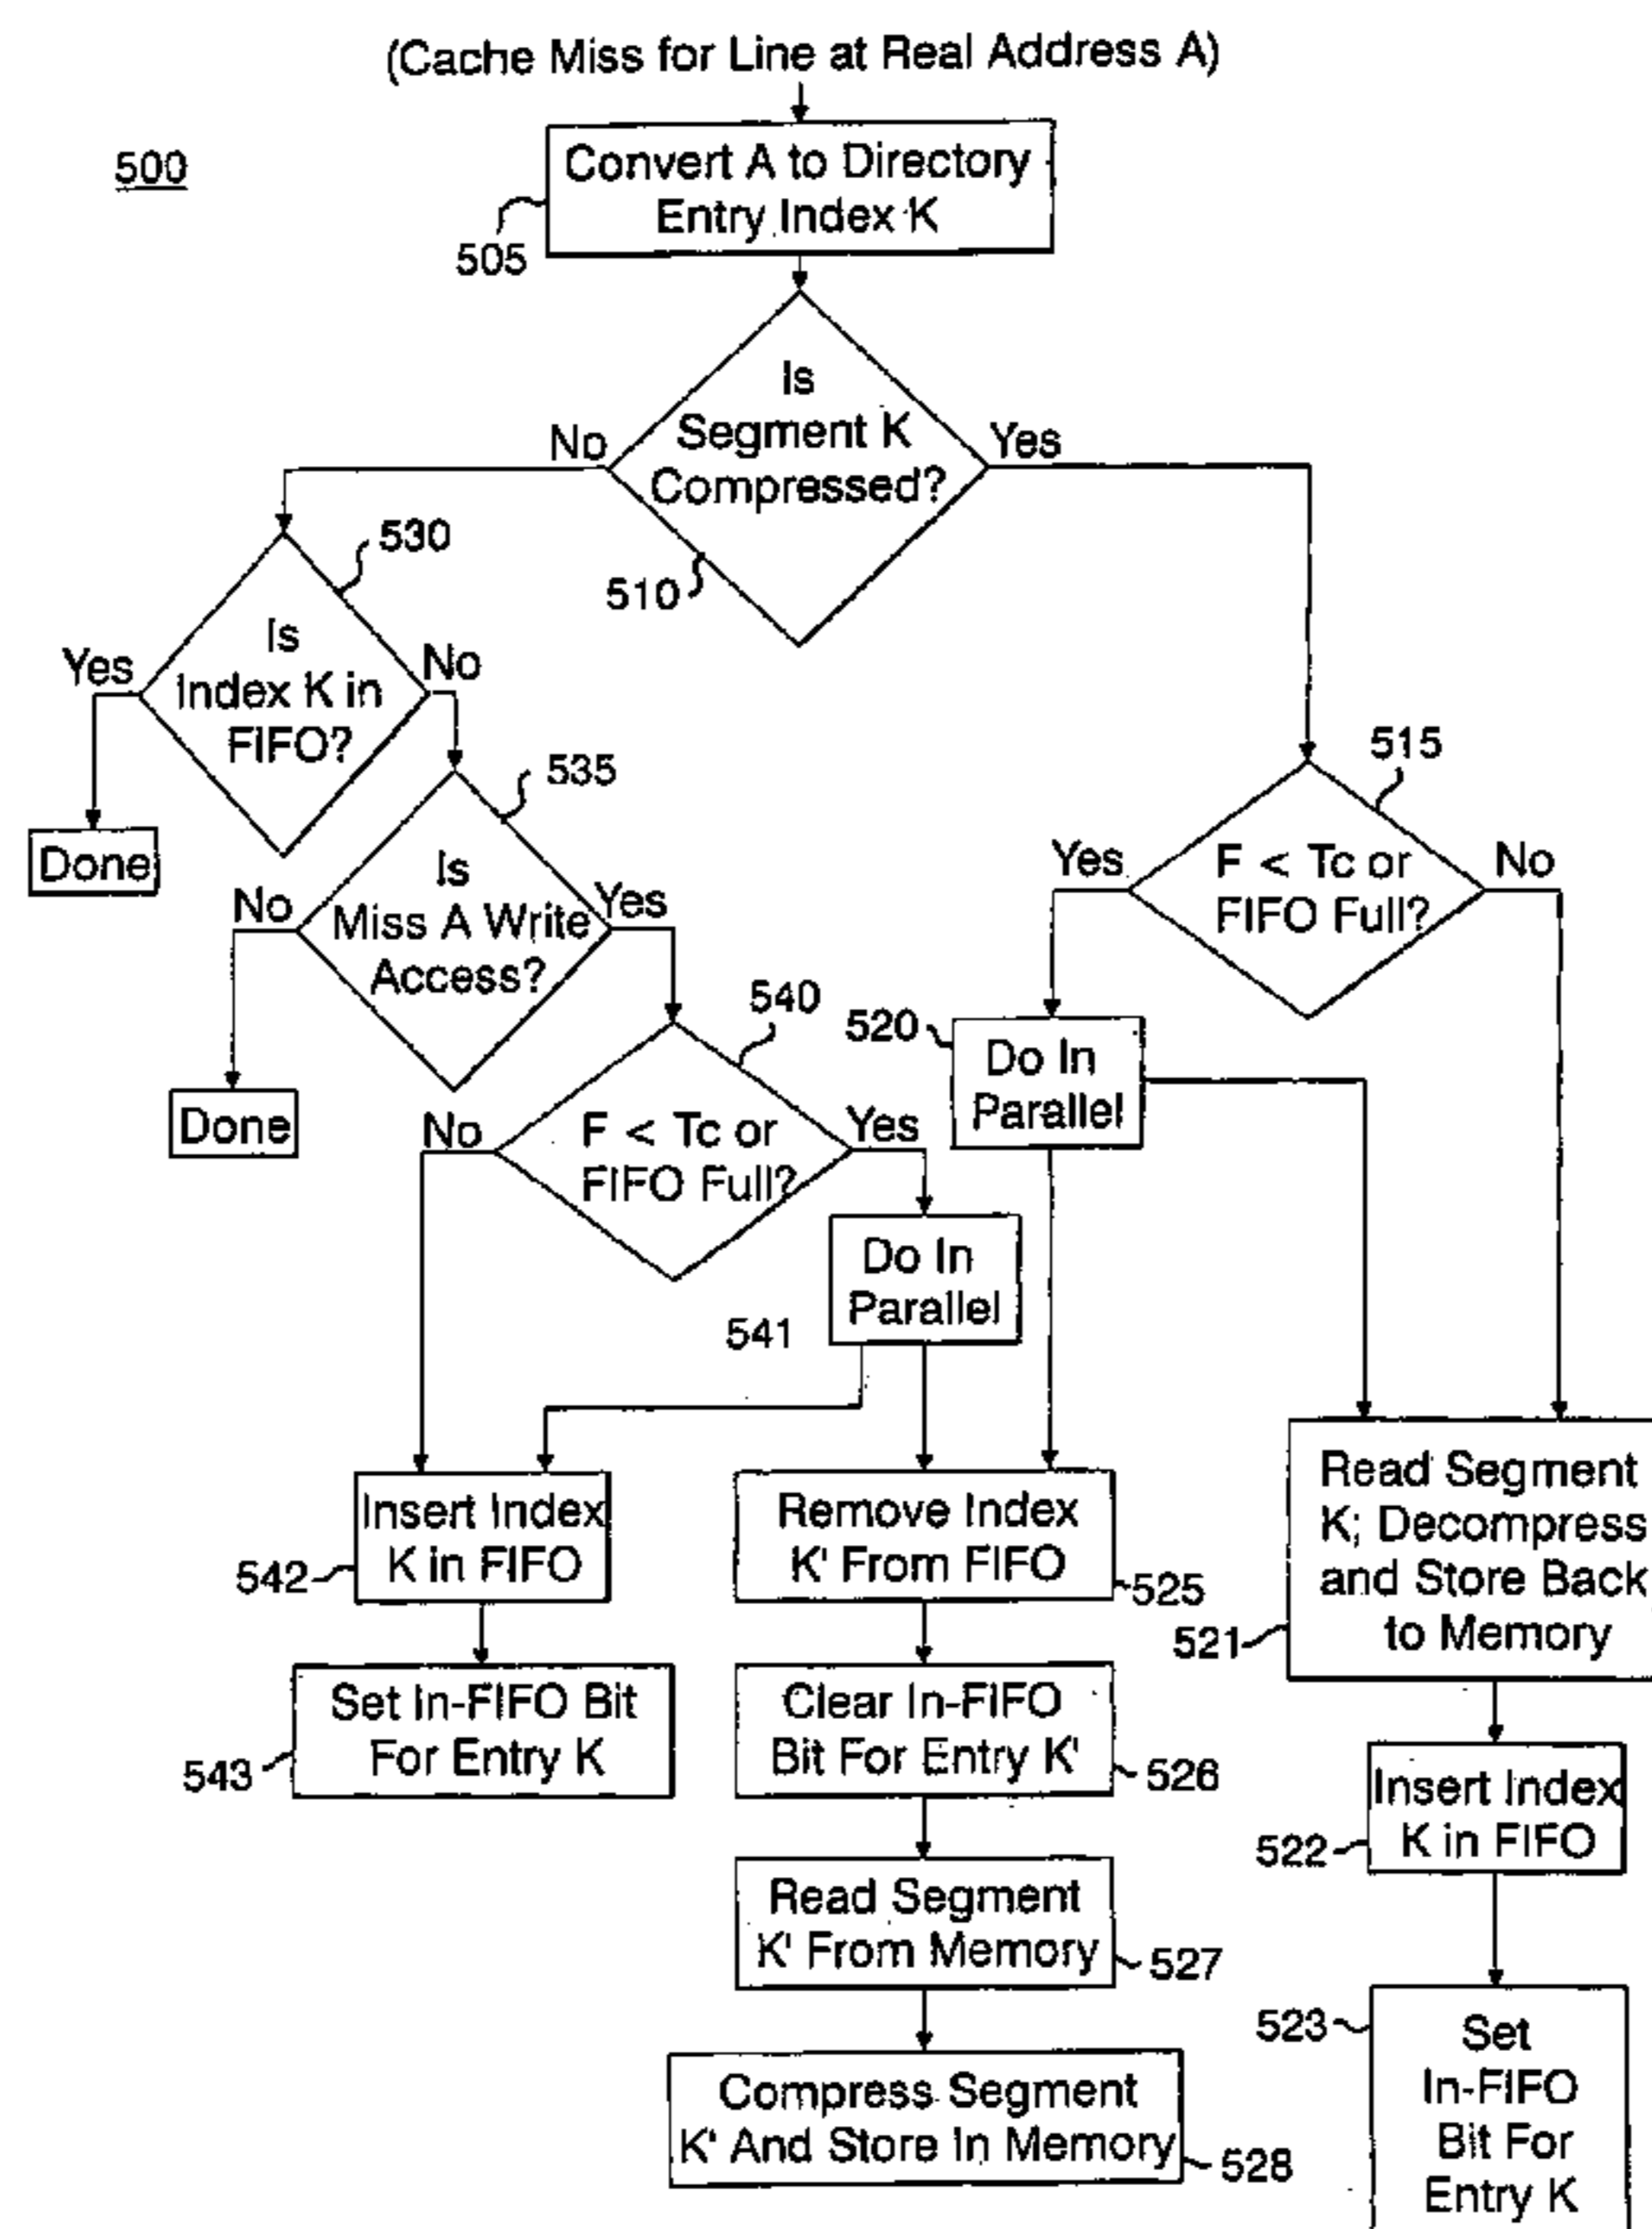 (Cache Miss for Line at Real Address A)
500
Convert A to Directory
Entry Index K
505
Is
Segment K
Compressed?
No
Yes
510
530
Is
Index K in
FIFO?
Yes
No
Done
535
Is
Miss A Write
Access?
No
Yes
Done
515
F < Tc or
FIFO Full?
Yes
No
540
F < Tc or
FIFO Full?
No
Yes
520
Do In
Parallel
Do In
Parallel
541
Insert Index
K in FIFO
542
Set In-FIFO Bit
For Entry K
543
Remove Index
K' From FIFO
525
Clear In-FIFO
Bit For Entry K'
526
Read Segment
K' From Memory
527
Compress Segment
K' And Store In Memory
528
Read Segment
K; Decompress
and Store Back
to Memory
521
Insert Index
K in FIFO
522
523
Set
In-FIFO
Bit For
Entry K